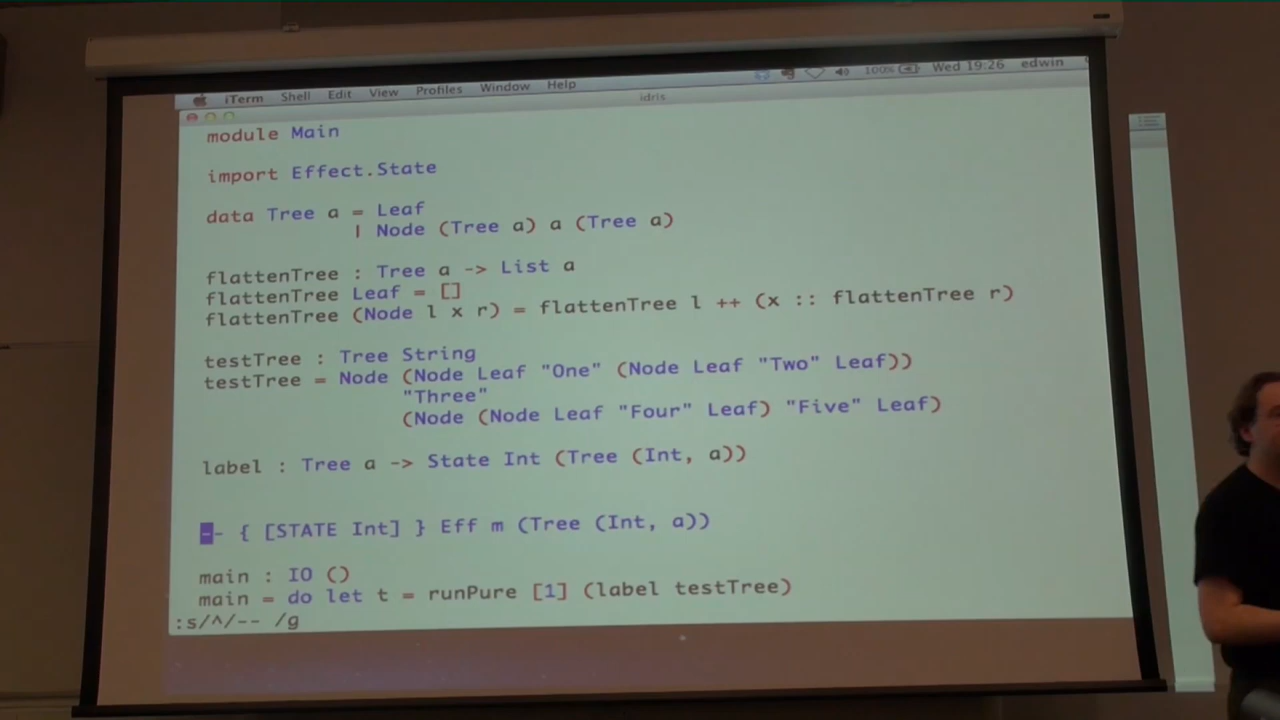 iTerm Shell Edit View Profiles Window Help 100% Wed 19:26 edwin
idris
module Main
import Effect.State
data Tree a = Leaf
| Node (Tree a) a (Tree a)
flattenTree : Tree a -> List a
flattenTree Leaf = []
flattenTree (Node l x r) = flattenTree l ++ (x :: flattenTree r)
testTree : Tree String
testTree = Node (Node Leaf "One" (Node Leaf "Two" Leaf))
"Three"
(Node (Node Leaf "Four" Leaf) "Five" Leaf)
label : Tree a -> State Int (Tree (Int, a))
-- { [STATE Int] } Eff m (Tree (Int, a))
main : IO ()
main = do let t = runPure [1] (label testTree)
:s/^/-- /g